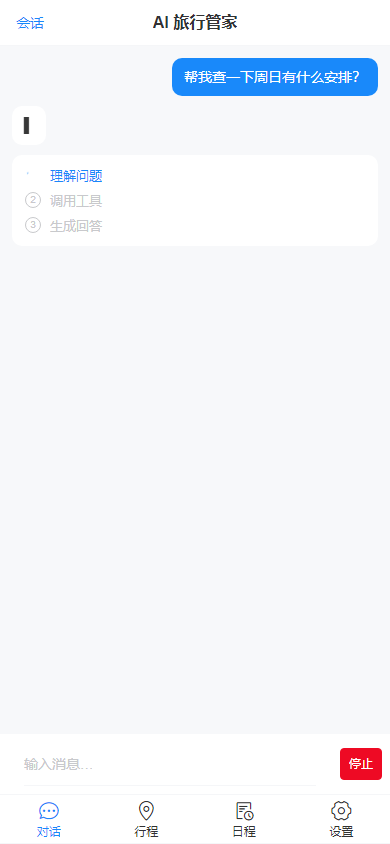 会话
AI 旅行管家
帮我查一下周日有什么安排？
理解问题
2 调用工具
3 生成回答
输入消息...
停止
对话
行程
日程
设置